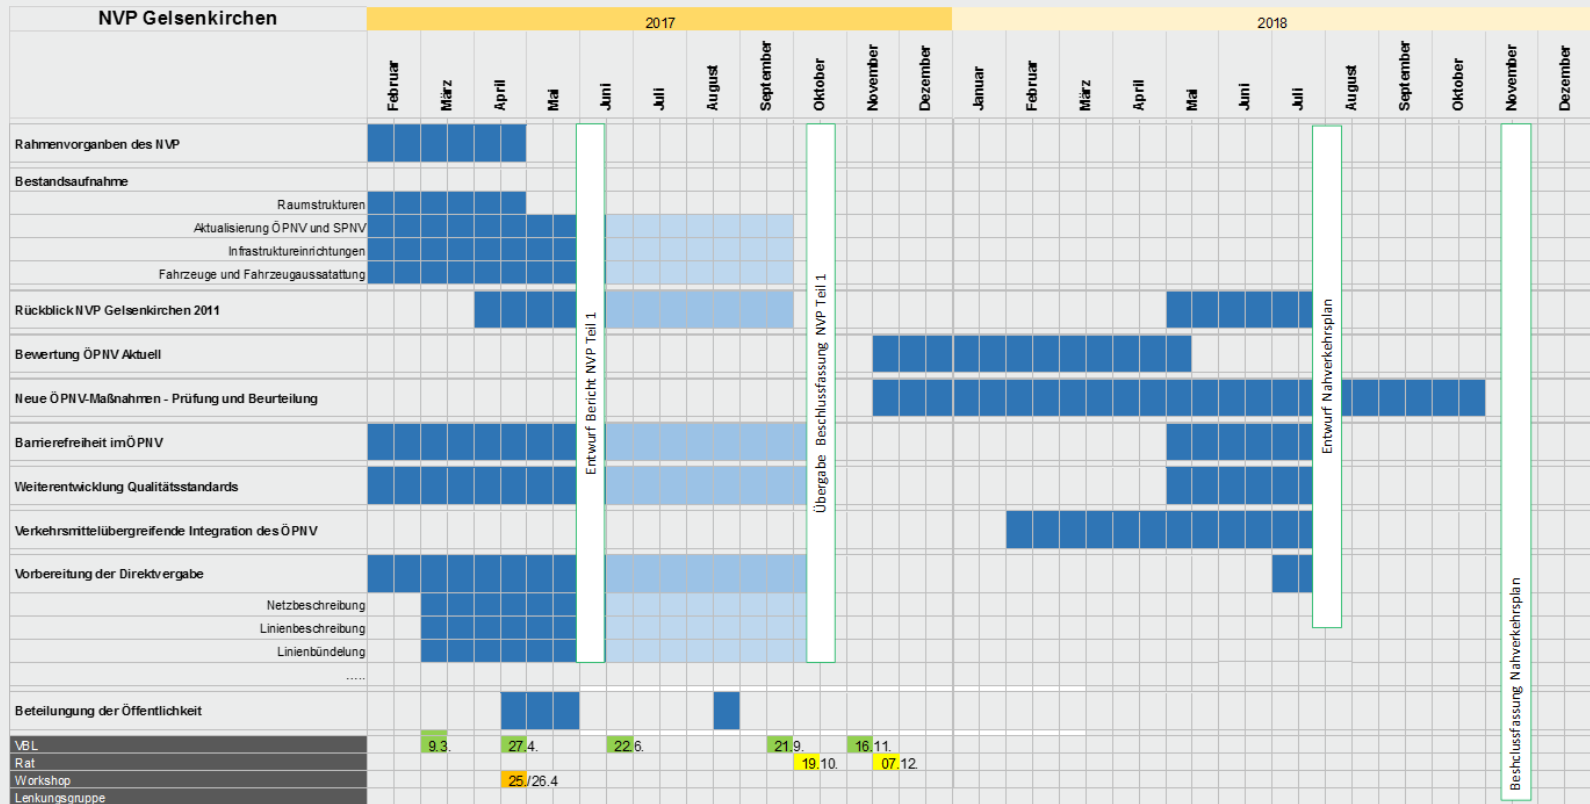 NVP Gelsenkirchen
2017
2018
Februar
März
April
Mai
Juni
Juli
August
September
Oktober
November
Dezember
Januar
Februar
März
April
Mai
Juni
Juli
August
September
Oktober
November
Dezember
Rahmenvorganben des NVP
Bestandsaufnahme
Raumstrukturen
Aktualisierung ÖPNV und SPNV
Infrastruktureinrichtungen
Fahrzeuge und Fahrzeugaussatattung
Rückblick NVP Gelsenkirchen 2011
Bewertung ÖPNV Aktuell
Neue ÖPNV-Maßnahmen - Prüfung und Beurteilung
Barrierefreiheit im ÖPNV
Weiterentwicklung Qualitätsstandards
Verkehrsmittelübergreifende Integration des ÖPNV
Vorbereitung der Direktvergabe
Netzbeschreibung
Linienbeschreibung
Linienbündelung
.....
Beteilungung der Öffentlichkeit
Entwurf Bericht NVP Teil 1
Übergabe Beschlussfassung NVP Teil 1
Entwurf Nahverkehrsplan
Beshclussfassung Nahverkehrsplan
VBL 9.3. 27.4. 22.6. 21.9. 16.11.
Rat 19.10. 07.12.
Workshop 25./26.4
Lenkungsgruppe